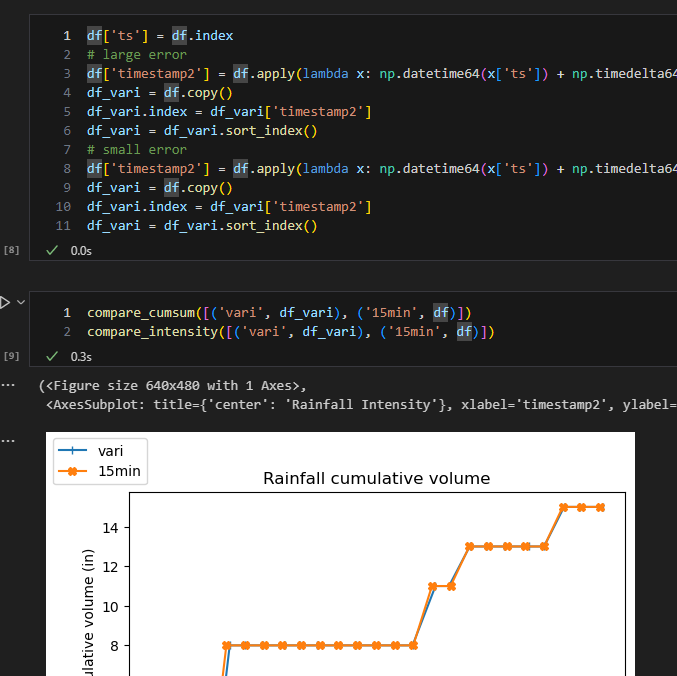 1 df['ts'] = df.index
2 # large error
3 df['timestamp2'] = df.apply(lambda x: np.datetime64(x['ts']) + np.timedelta64
4 df_vari = df.copy()
5 df_vari.index = df_vari['timestamp2']
6 df_vari = df_vari.sort_index()
7 # small error
8 df['timestamp2'] = df.apply(lambda x: np.datetime64(x['ts']) + np.timedelta64
9 df_vari = df.copy()
10 df_vari.index = df_vari['timestamp2']
11 df_vari = df_vari.sort_index()
[8] 0.0s
1 compare_cumsum([('vari', df_vari), ('15min', df)])
2 compare_intensity([('vari', df_vari), ('15min', df)])
[9] 0.3s
... (<Figure size 640x480 with 1 Axes>,
<AxesSubplot: title={'center': 'Rainfall Intensity'}, xlabel='timestamp2', ylabel=
...
vari
15min
Rainfall cumulative volume
14
12
10
8
ulative volume (in)